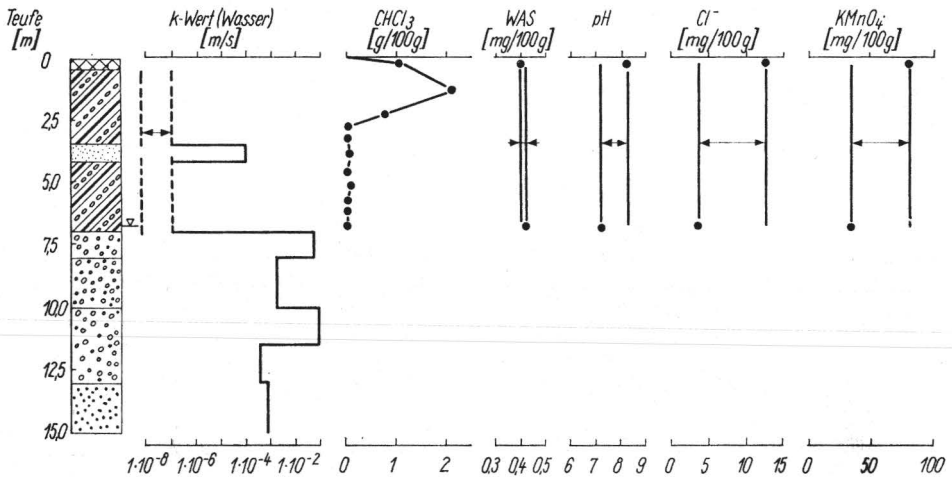 Teufe
[m]
k-Wert (Wasser)
[m/s]
CHCl3
[g/100g]
WAS
[mg/100g]
pH
Cl⁻
[mg/100g]
KMnO4
[mg/100g]
0
2,5
5,0
7,5
10,0
12,5
15,0
1·10⁻⁸ 1·10⁻⁶ 1·10⁻⁴ 1·10⁻²
0 1 2
0,3 0,4 0,5
6 7 8 9
0 5 10 15
0 50 100